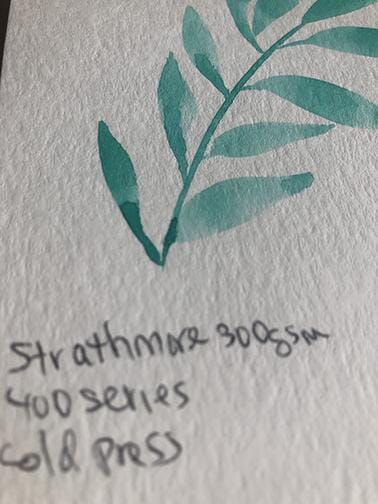 Strathmore 300gsm
400 series
cold press